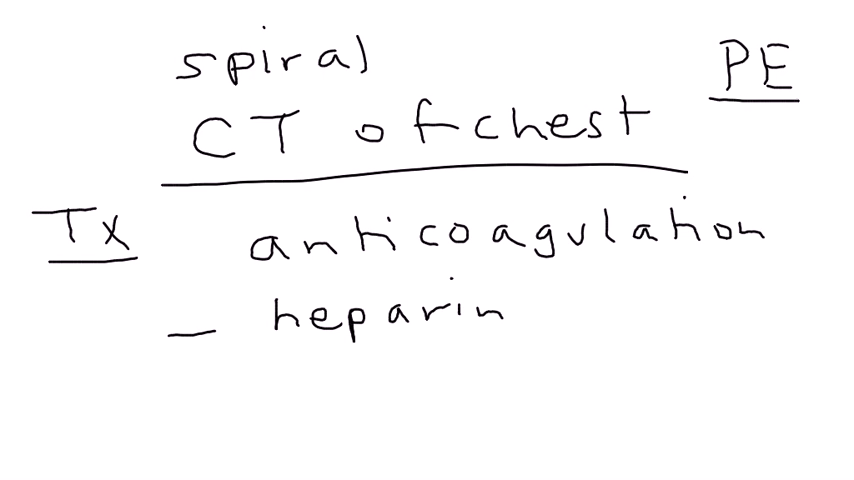 spiral
PE
CT of chest
Tx anticoagulation
- heparin